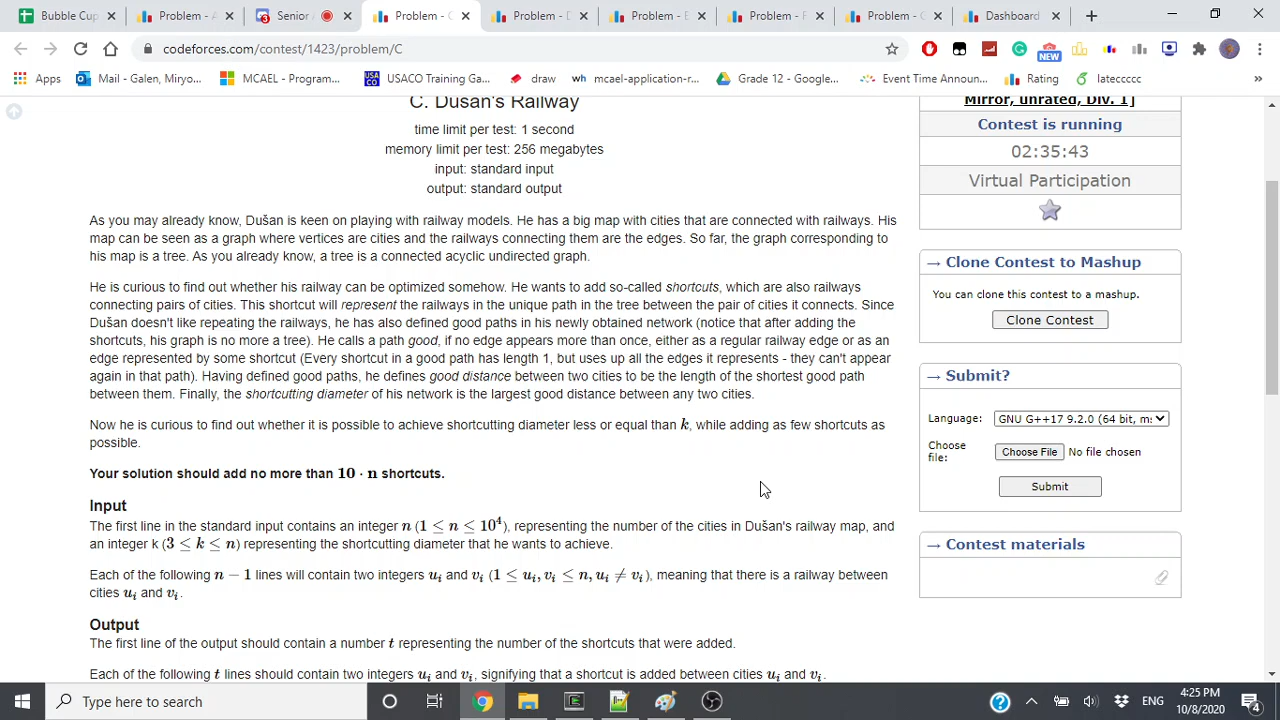 Bubble Cup
Problem - A
Senior
Problem - C
Problem - D
Problem - E
Problem - F
Problem - G
Dashboard
codeforces.com/contest/1423/problem/C
NEW
Apps
Mail - Galen, Miryo...
MCAEL - Program...
USACO Training Ga...
draw
mcael-application-r...
Grade 12 - Google...
Event Time Announ...
Rating
lateccccc
C. Dušan's Railway
time limit per test: 1 second
memory limit per test: 256 megabytes
input: standard input
output: standard output
As you may already know, Dušan is keen on playing with railway models. He has a big map with cities that are connected with railways. His
map can be seen as a graph where vertices are cities and the railways connecting them are the edges. So far, the graph corresponding to
his map is a tree. As you already know, a tree is a connected acyclic undirected graph.
He is curious to find out whether his railway can be optimized somehow. He wants to add so-called shortcuts, which are also railways
connecting pairs of cities. This shortcut will represent the railways in the unique path in the tree between the pair of cities it connects. Since
Dušan doesn't like repeating the railways, he has also defined good paths in his newly obtained network (notice that after adding the
shortcuts, his graph is no more a tree). He calls a path good, if no edge appears more than once, either as a regular railway edge or as an
edge represented by some shortcut (Every shortcut in a good path has length 1, but uses up all the edges it represents - they can't appear
again in that path). Having defined good paths, he defines good distance between two cities to be the length of the shortest good path
between them. Finally, the shortcutting diameter of his network is the largest good distance between any two cities.
Now he is curious to find out whether it is possible to achieve shortcutting diameter less or equal than k, while adding as few shortcuts as
possible.
Your solution should add no more than 10 · n shortcuts.
Input
The first line in the standard input contains an integer n (1 ≤ n ≤ 10⁴), representing the number of the cities in Dušan's railway map, and
an integer k (3 ≤ k ≤ n) representing the shortcutting diameter that he wants to achieve.
Each of the following n − 1 lines will contain two integers uᵢ and vᵢ (1 ≤ uᵢ, vᵢ ≤ n, uᵢ ≠ vᵢ), meaning that there is a railway between
cities uᵢ and vᵢ.
Output
The first line of the output should contain a number t representing the number of the shortcuts that were added.
Each of the following t lines should contain two integers uᵢ and vᵢ, signifying that a shortcut is added between cities uᵢ and vᵢ.
Mirror, unrated, Div. 1]
Contest is running
02:35:43
Virtual Participation
→ Clone Contest to Mashup
You can clone this contest to a mashup.
Clone Contest
→ Submit?
Language:
GNU G++17 9.2.0 (64 bit, ms
Choose
file:
Choose File No file chosen
Submit
→ Contest materials
Type here to search
ENG
4:25 PM
10/8/2020
4